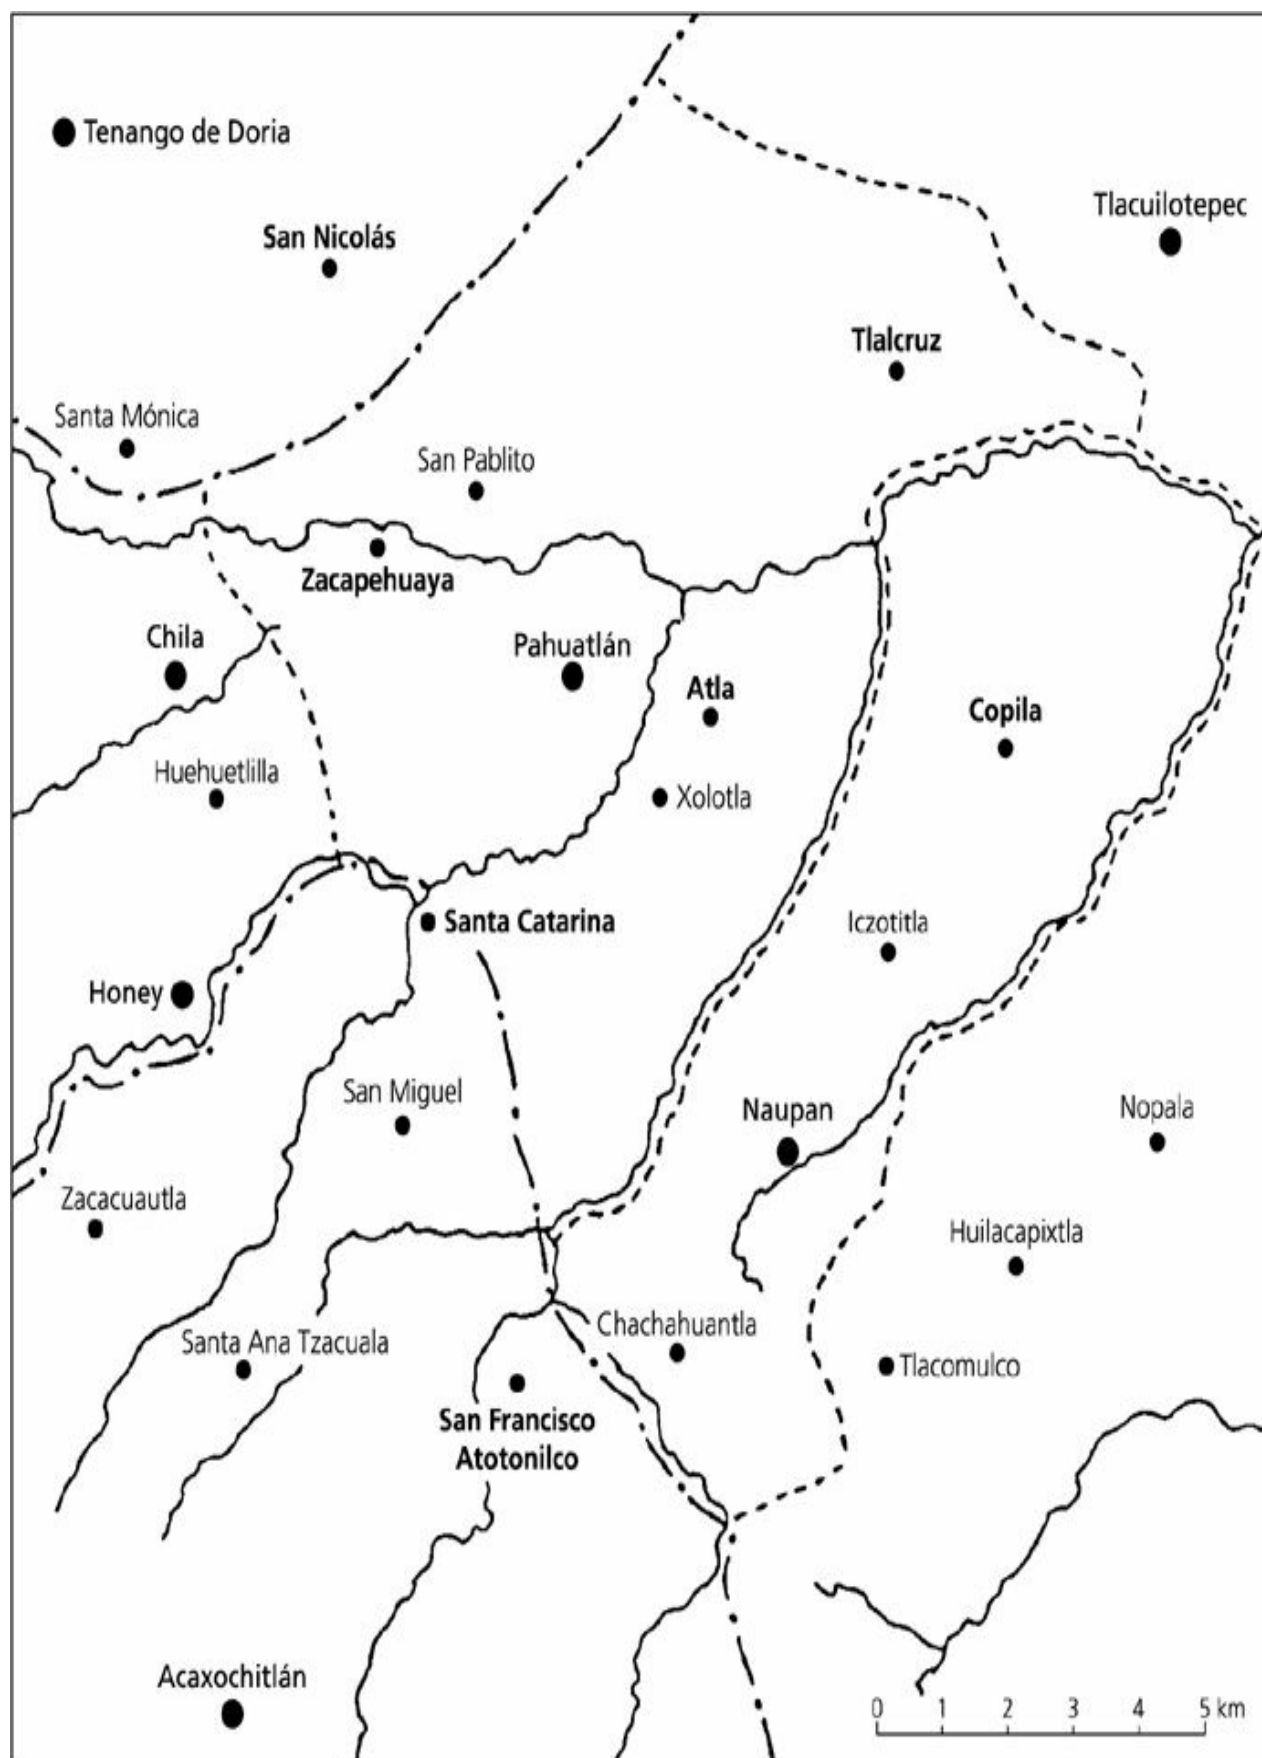 Tenango de Doria
Tlacuilotepec
San Nicolás
Tlalcruz
Santa Mónica
San Pablito
Zacapehuaya
Chila
Pahuatlán
Atla
Copila
Huehuetlilla
Xolotla
Santa Catarina
Iczotitla
Honey
San Miguel
Naupan
Nopala
Zacacuautla
Huilacapixtla
Chachahuantla
Santa Ana Tzacuala
Tlacomulco
San Francisco
Atotonilco
Acaxochitlán
0 1 2 3 4 5 km